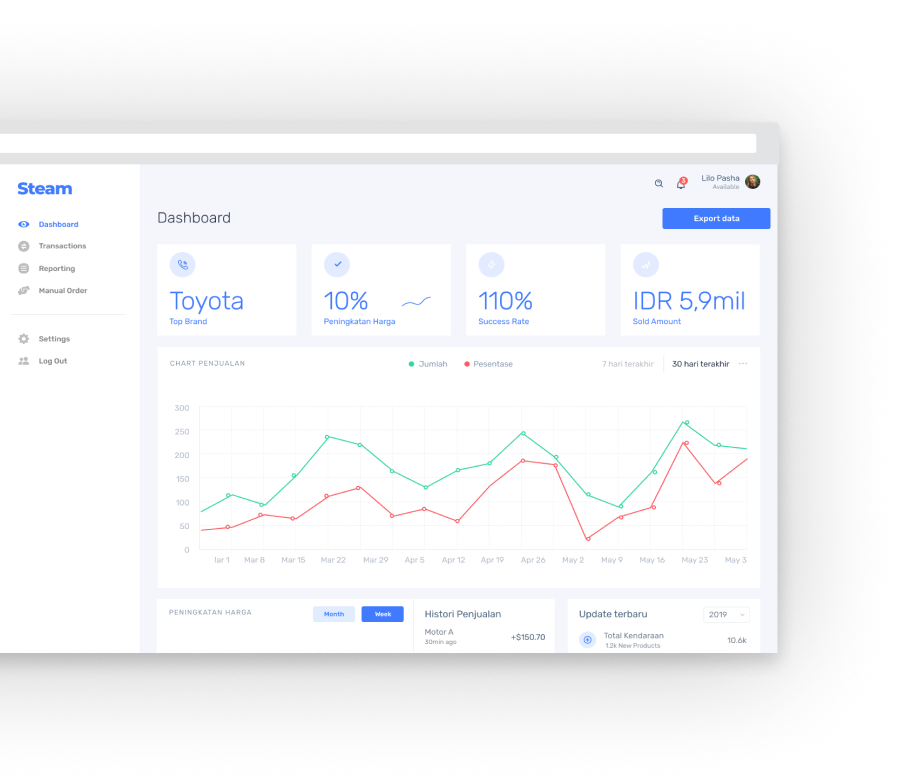 Steam
Dashboard
Transactions
Reporting
Manual Order
Settings
Log Out
3
Lilo Pasha
Available
Dashboard
Export data
Toyota
Top Brand
10%
Peningkatan Harga
110%
Success Rate
IDR 5,9mil
Sold Amount
CHART PENJUALAN
Jumlah
Pesentase
7 hari terakhir
30 hari terakhir
300
250
200
150
100
50
0
Mar 8 Mar 15 Mar 22 Mar 29 Apr 5 Apr 12 Apr 19 Apr 26 May 2 May 9 May 16 May 23 May 3
PENINGKATAN HARGA
Month
Week
Histori Penjualan
Motor A
30min ago
+$150.70
Update terbaru
2019
Total Kendaraan
1.2k New Products
10.6k